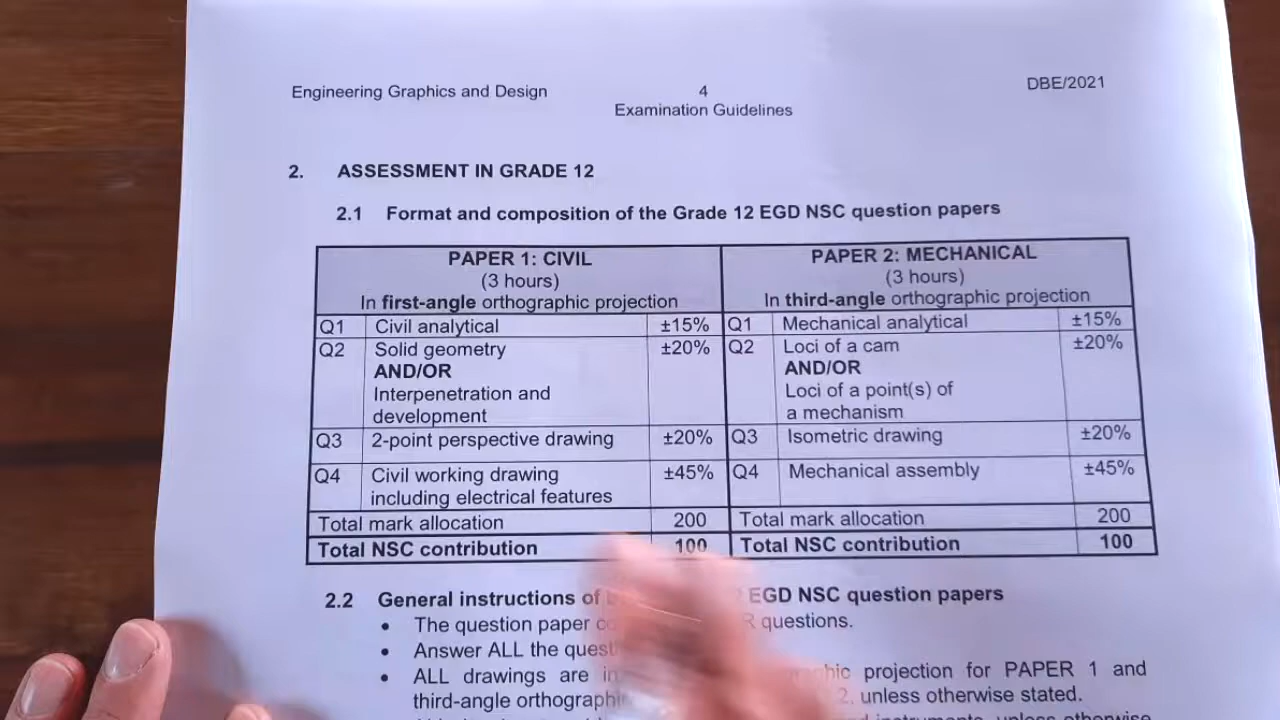 Engineering Graphics and Design 4 DBE/2021
Examination Guidelines
2. ASSESSMENT IN GRADE 12
2.1 Format and composition of the Grade 12 EGD NSC question papers
PAPER 1: CIVIL PAPER 2: MECHANICAL
(3 hours) (3 hours)
In first-angle orthographic projection In third-angle orthographic projection
Q1 Civil analytical ±15% Q1 Mechanical analytical ±15%
Q2 Solid geometry ±20% Q2 Loci of a cam ±20%
AND/OR AND/OR
Interpenetration and Loci of a point(s) of
development a mechanism
Q3 2-point perspective drawing ±20% Q3 Isometric drawing ±20%
Q4 Civil working drawing ±45% Q4 Mechanical assembly ±45%
including electrical features
Total mark allocation 200 Total mark allocation 200
Total NSC contribution 100 Total NSC contribution 100
2.2 General instructions of EGD NSC question papers
• The question paper questions.
• Answer ALL the
• ALL drawings are projection for PAPER 1 and
third-angle unless otherwise stated.